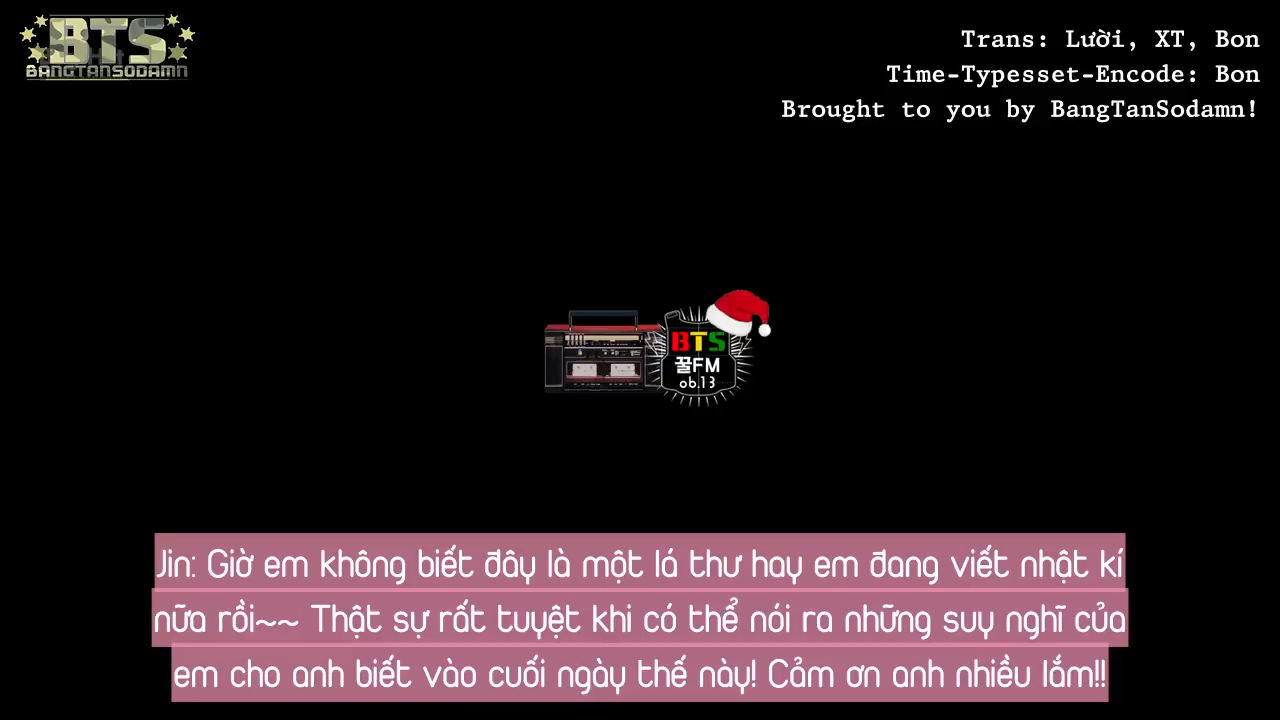 BTS
BANGTANSODAMN
Trans: Lười, XT, Bon
Time-Typesset-Encode: Bon
Brought to you by BangTanSodamn!
BTS
꿀FM
06.13
Jin: Giờ em không biết đây là một lá thư hay em đang viết nhật kí
nữa rồi~~ Thật sự rất tuyệt khi có thể nói ra những suy nghĩ của
em cho anh biết vào cuối ngày thế này! Cảm ơn anh nhiều lắm!!